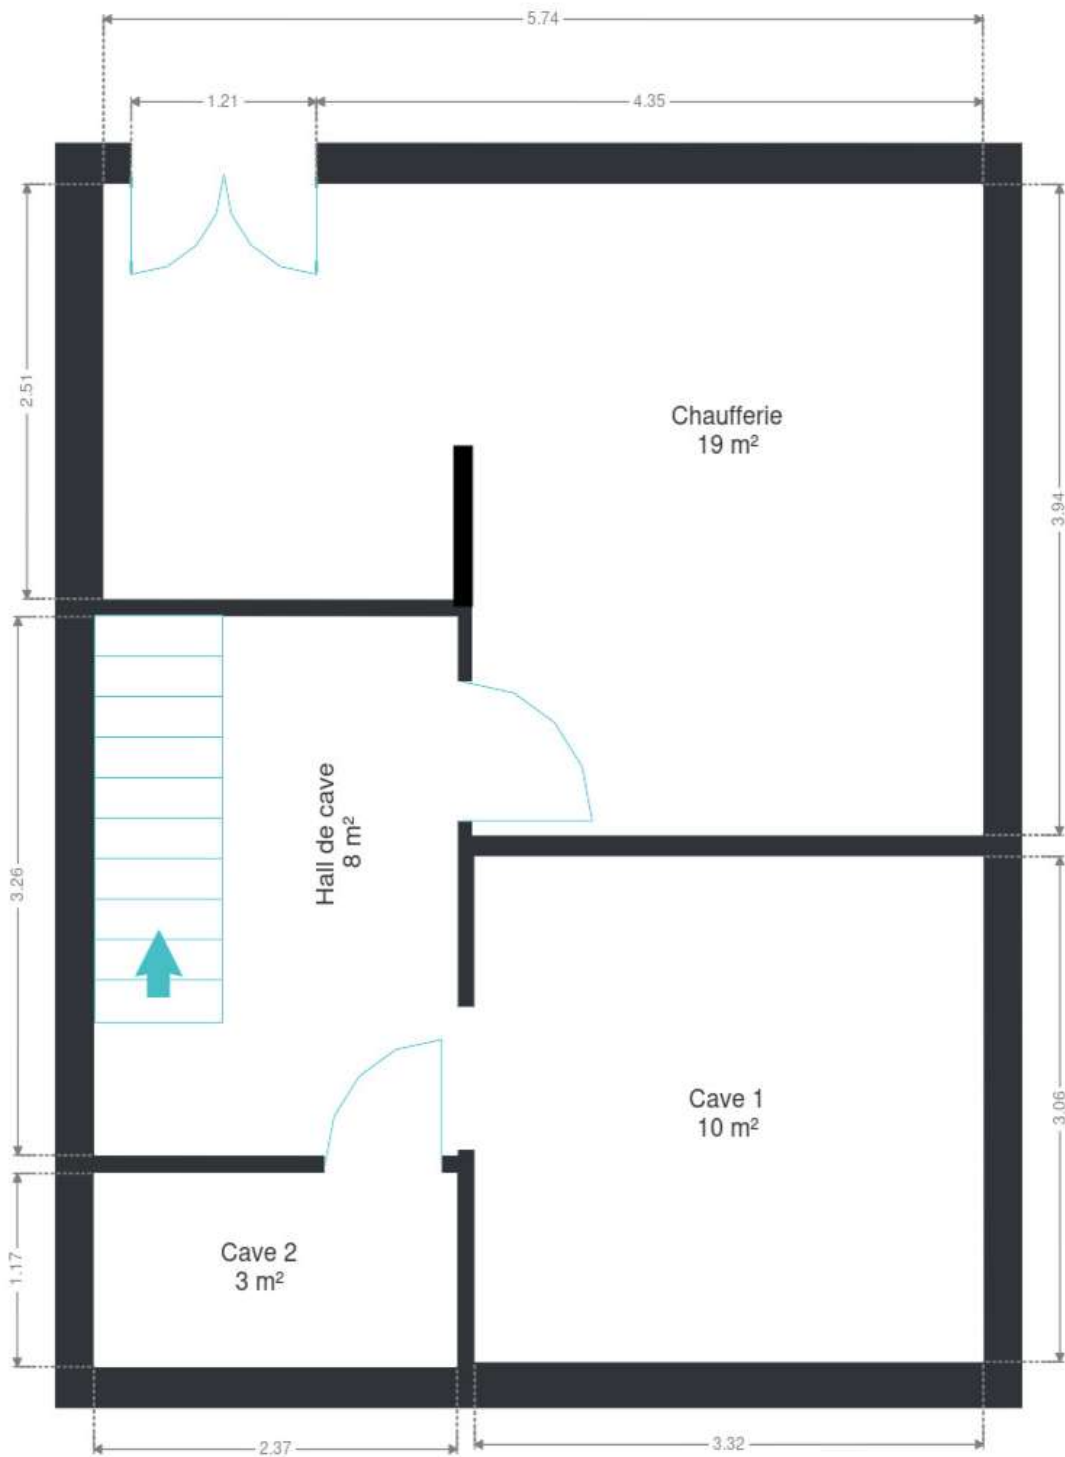 5.74
1.21
4.35
2.51
Chaufferie
19 m²
3.94
3.26
Hall de cave
8 m²
Cave 1
10 m²
3.06
Cave 2
3 m²
1.17
2.37
3.32